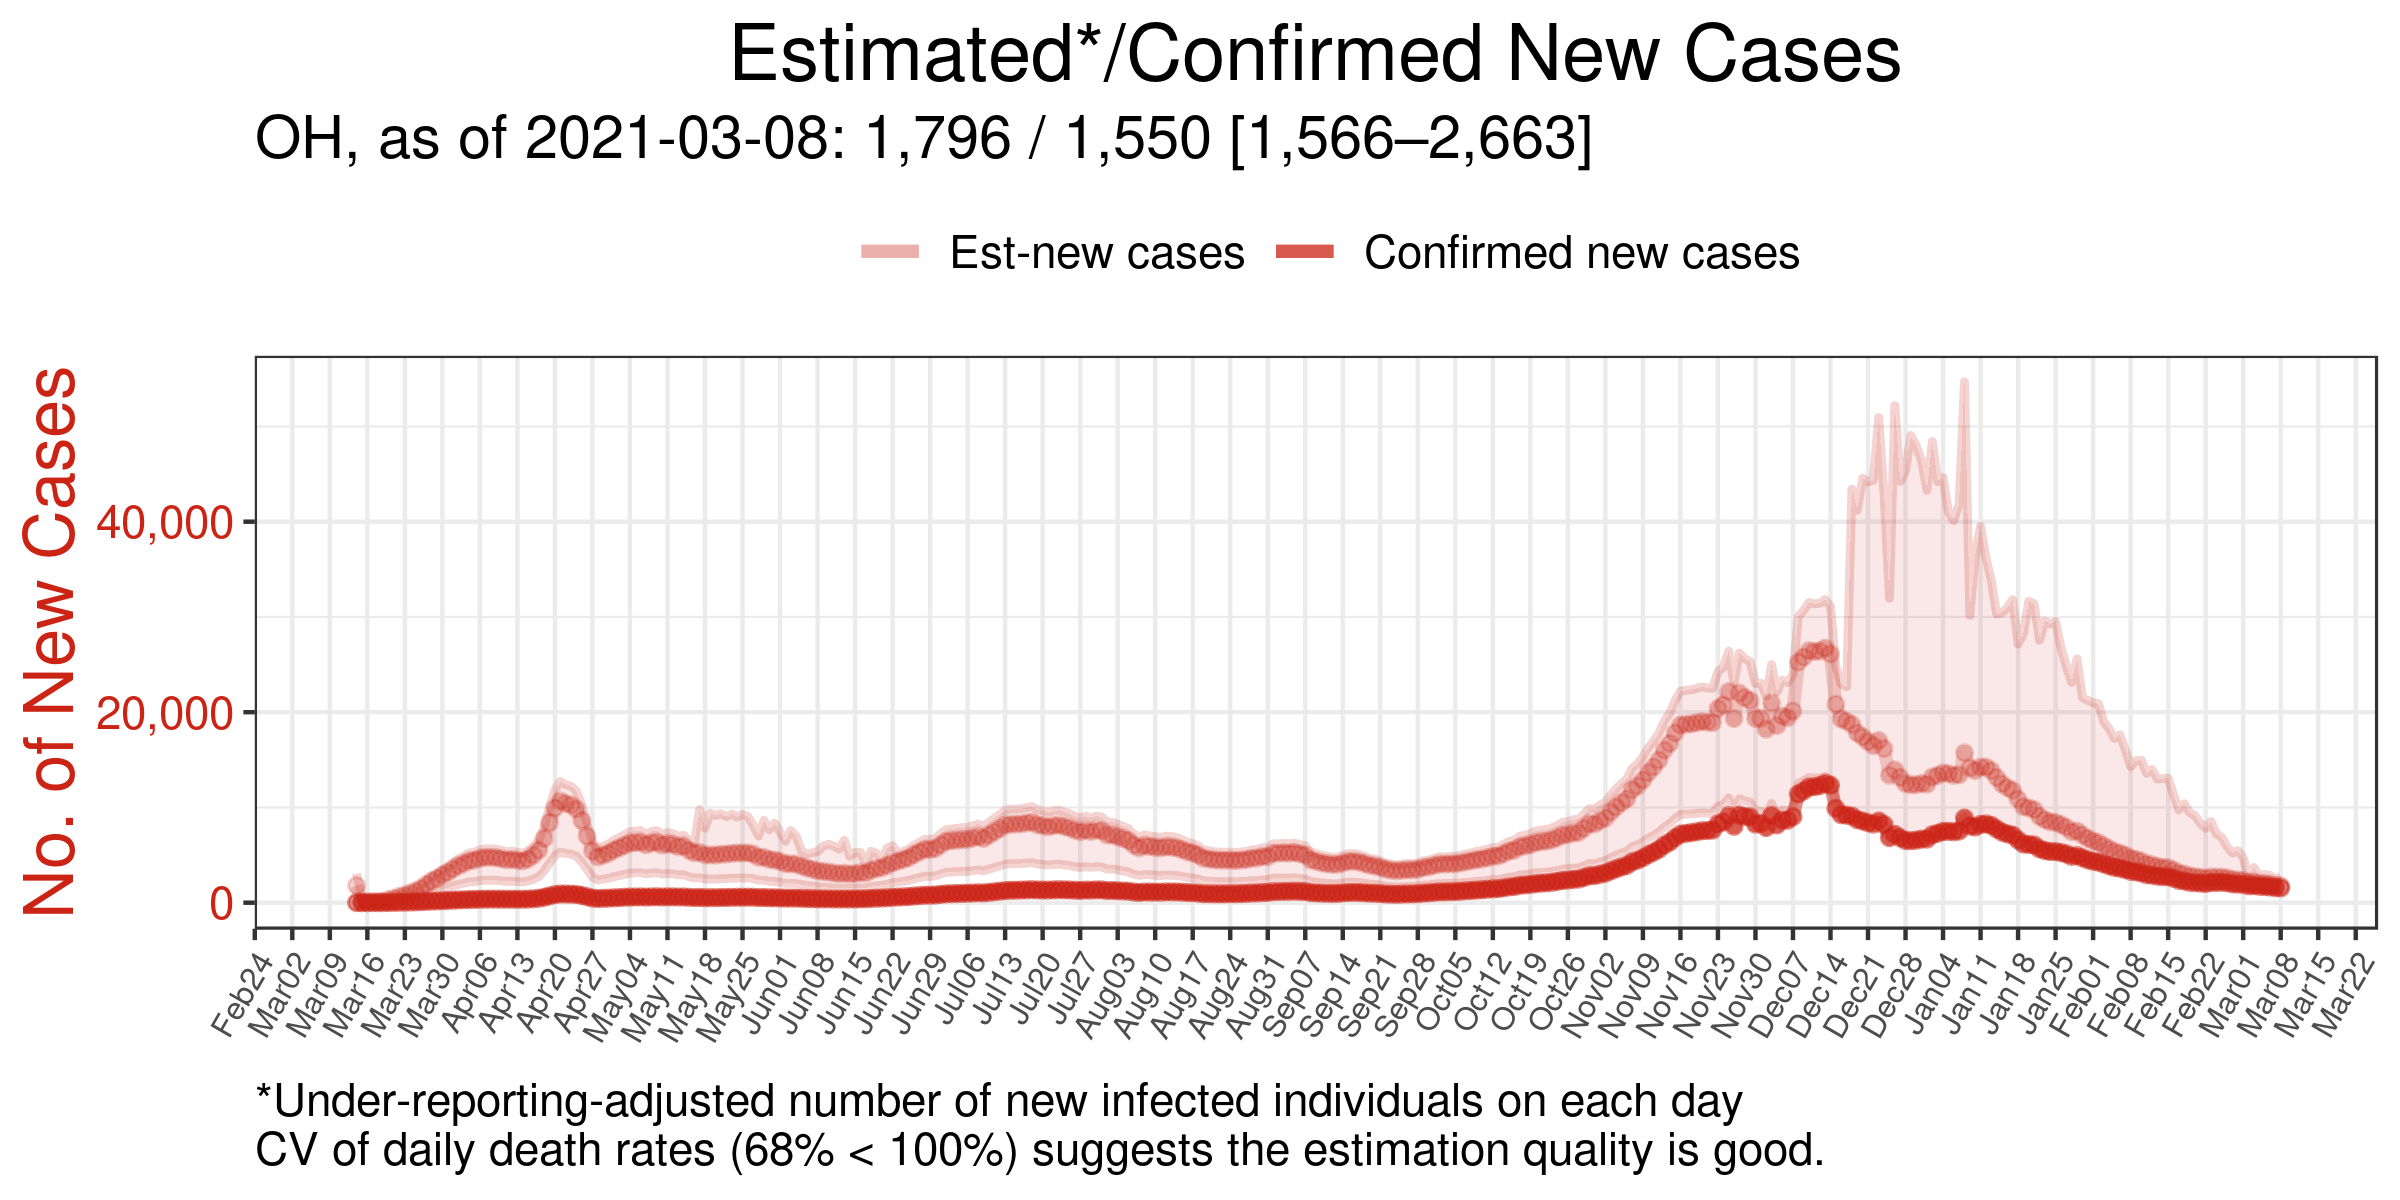 Estimated*/Confirmed New Cases
OH, as of 2021-03-08: 1,796 / 1,550 [1,566–2,663]
Est-new cases
Confirmed new cases
No. of New Cases
40,000
20,000
0
Feb24
Mar02
Mar09
Mar16
Mar23
Mar30
Apr06
Apr13
Apr20
Apr27
May04
May11
May18
May25
Jun01
Jun08
Jun15
Jun22
Jun29
Jul06
Jul13
Jul20
Jul27
Aug03
Aug10
Aug17
Aug24
Aug31
Sep07
Sep14
Sep21
Sep28
Oct05
Oct12
Oct19
Oct26
Nov02
Nov09
Nov16
Nov23
Nov30
Dec07
Dec14
Dec21
Dec28
Jan04
Jan11
Jan18
Jan25
Feb01
Feb08
Feb15
Feb22
Mar01
Mar08
Mar15
Mar22
*Under-reporting-adjusted number of new infected individuals on each day
CV of daily death rates (68% < 100%) suggests the estimation quality is good.